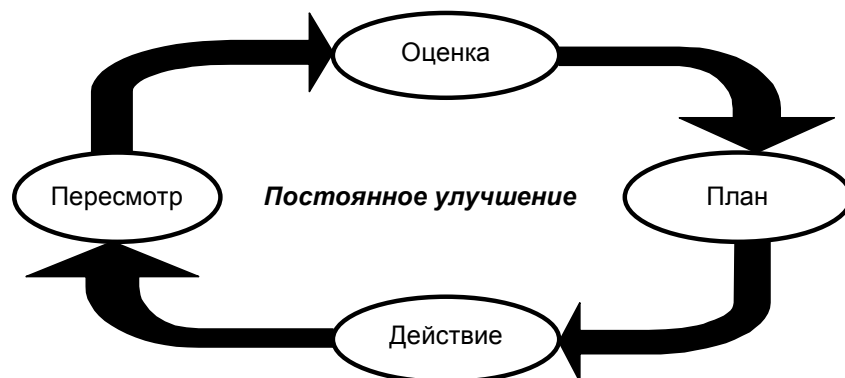 Оценка
Пересмотр
Постоянное улучшение
План
Действие